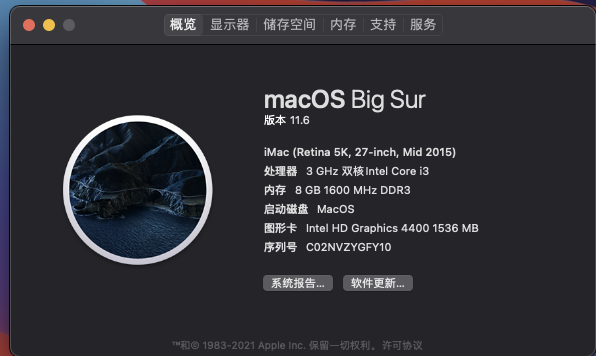 概览 显示器 储存空间 内存 支持 服务
macOS Big Sur
版本 11.6
iMac (Retina 5K, 27-inch, Mid 2015)
处理器 3 GHz 双核Intel Core i3
内存 8 GB 1600 MHz DDR3
启动磁盘 MacOS
图形卡 Intel HD Graphics 4400 1536 MB
序列号 C02NVZYGFY10
系统报告... 软件更新...
™和© 1983-2021 Apple Inc. 保留一切权利。许可协议